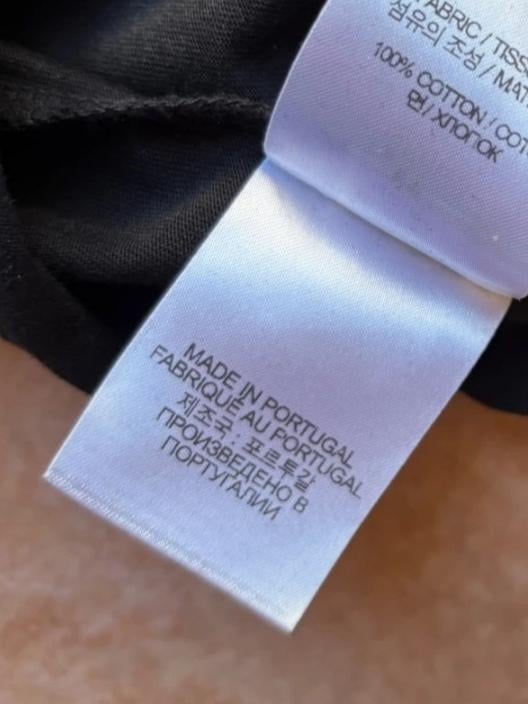 ABRIC / TISS
섬유의 조성 / MAT
100% COTTON / COT
면 / ХЛОПОК
MADE IN PORTUGAL
FABRIQUÉ AU PORTUGAL
제조국 : 포르투갈
ПРОИЗВЕДЕНО В
ПОРТУГАЛИИ